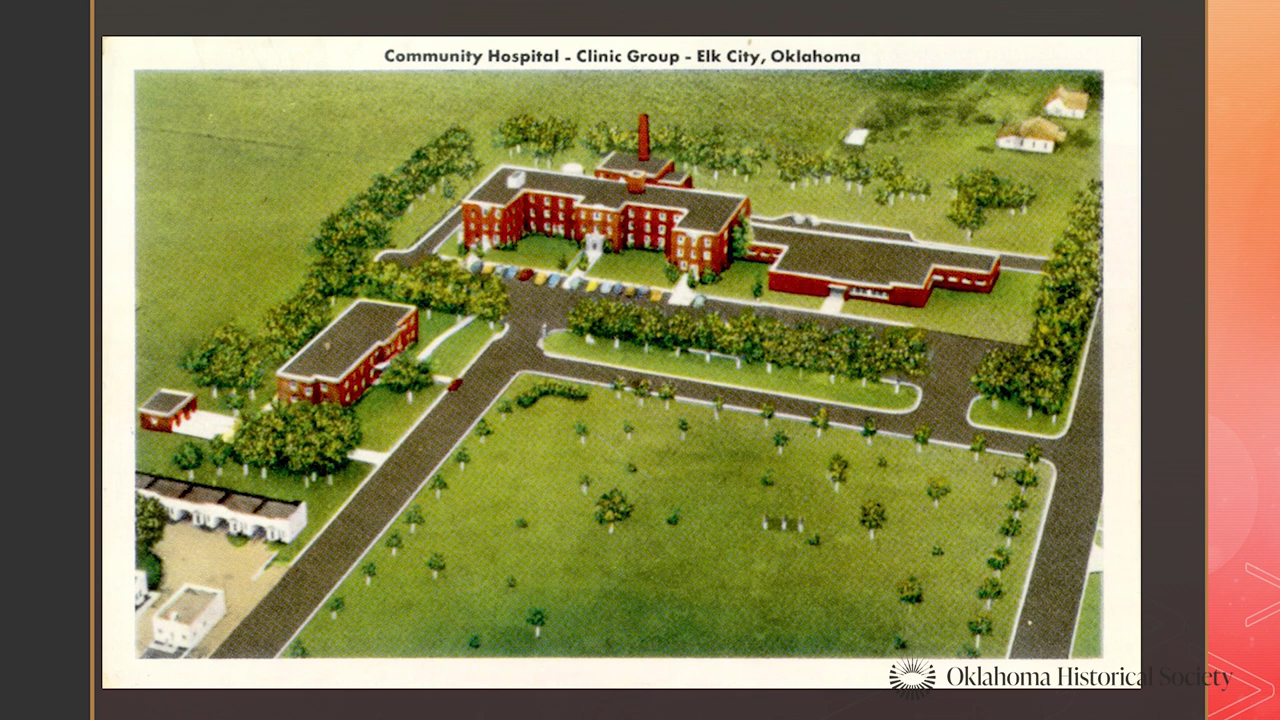 Community Hospital - Clinic Group - Elk City, Oklahoma
Oklahoma Historical Society